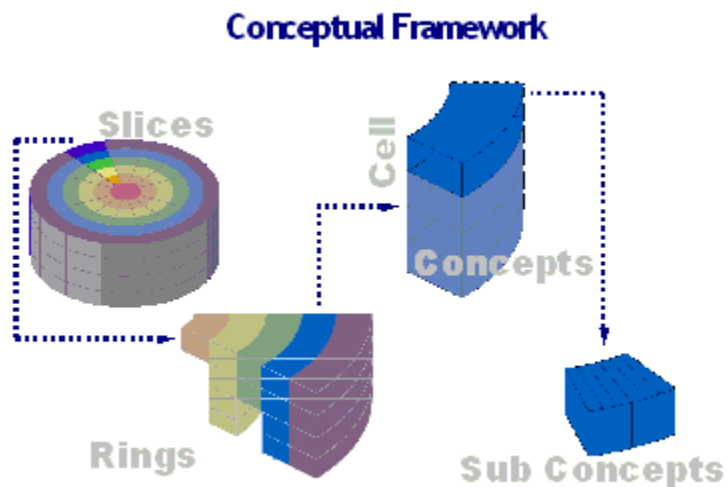 Conceptual Framework
Slices
Cell
Concepts
Rings
Sub Concepts